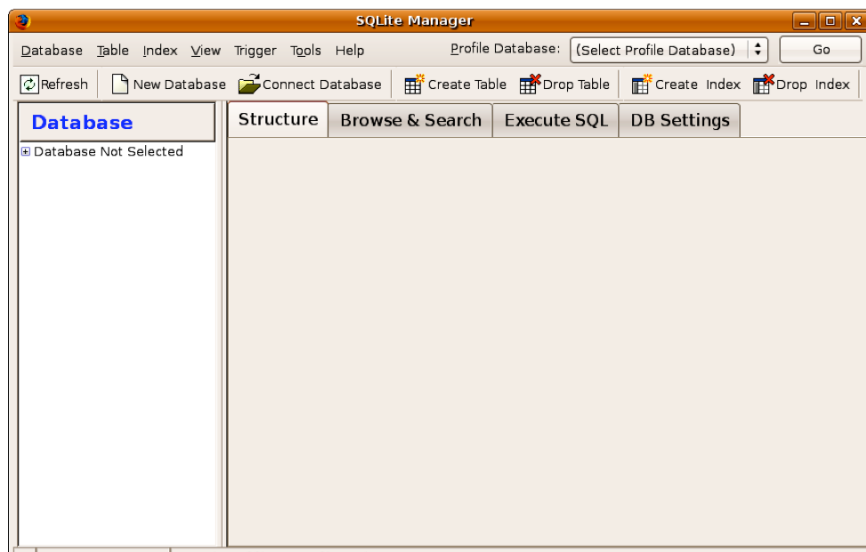 SQLite Manager
Database Table Index View Trigger Tools Help Profile Database: (Select Profile Database) Go
Refresh New Database Connect Database Create Table Drop Table Create Index Drop Index
Database
Structure Browse & Search Execute SQL DB Settings
Database Not Selected